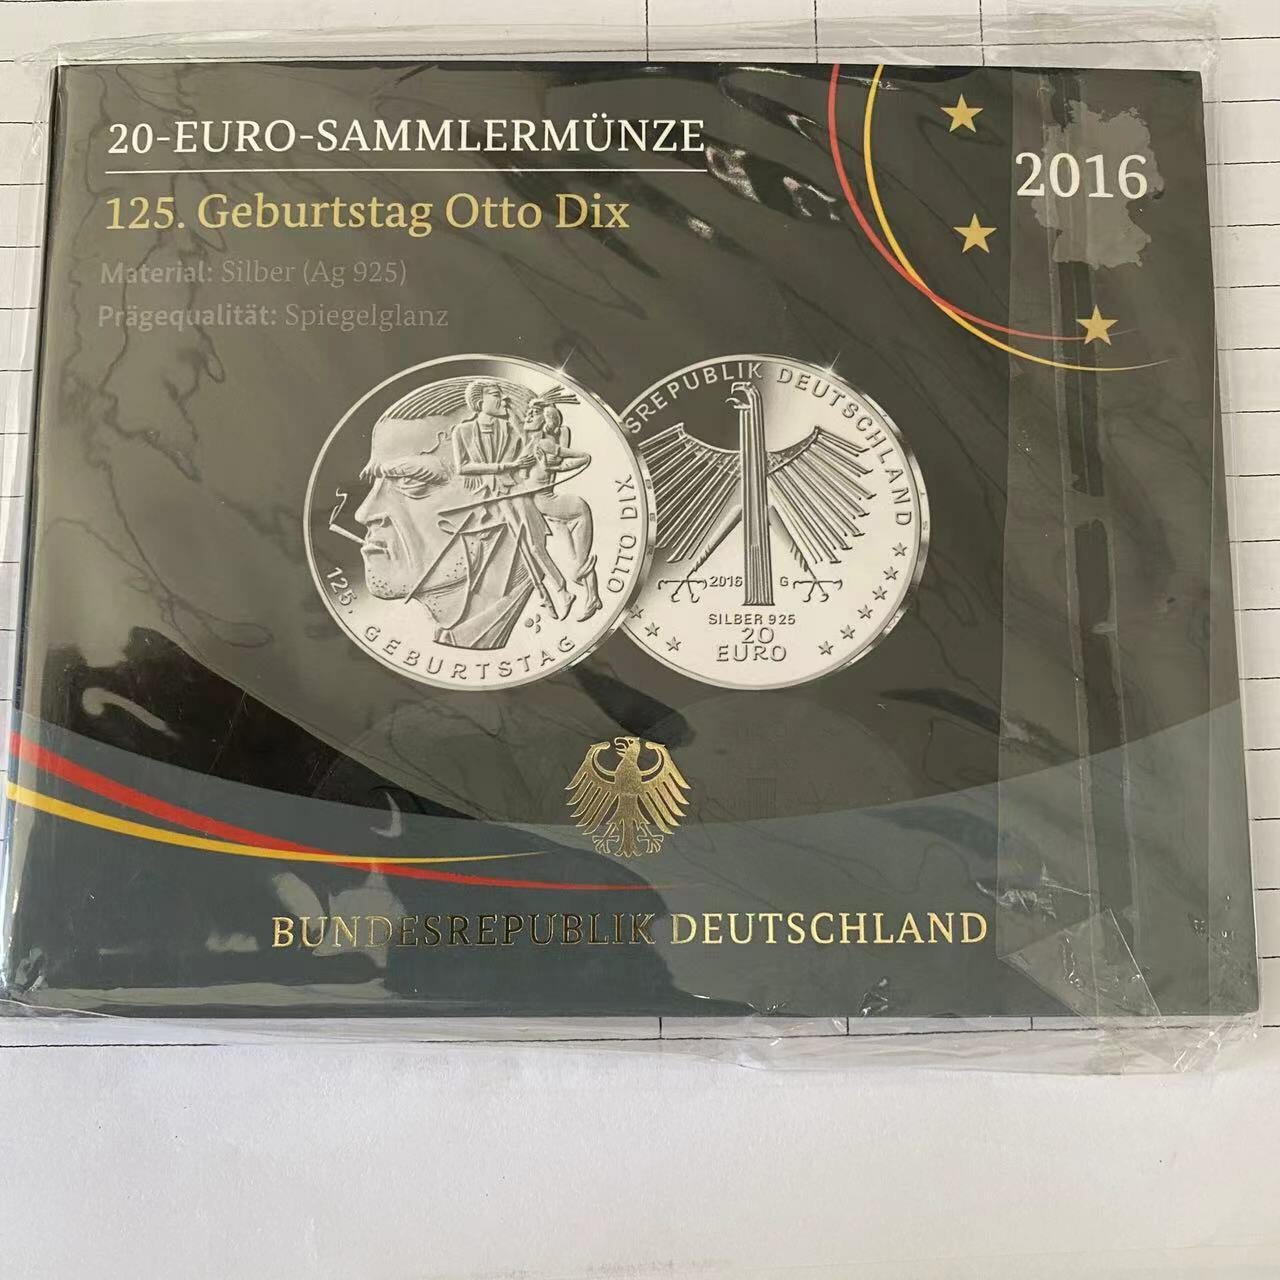 20-EURO-SAMMLERMÜNZE
125. Geburtstag Otto Dix
Material: Silber (Ag 925)
Prägequalität: Spiegelglanz
2016
125. GEBURTSTAG
OTTO DIX
SREPUBLIK DEUTSCHLAND
2016 G
SILBER 925
20
EURO
BUNDESREPUBLIK DEUTSCHLAND